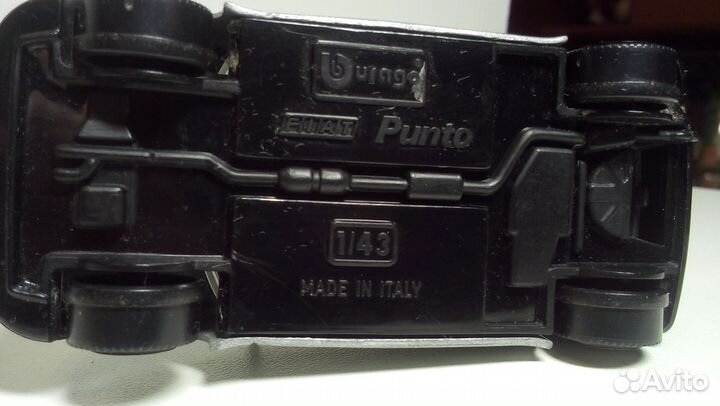 burago
FIAT Punto
1/43
MADE IN ITALY
Avito